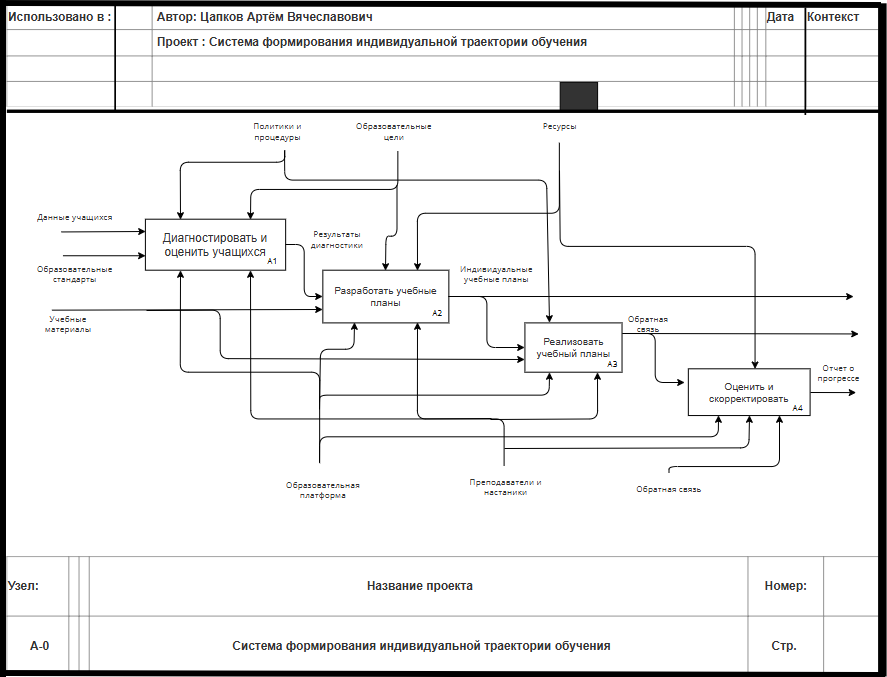 Использовано в :
Автор: Цапков Артём Вячеславович
Дата
Контекст
Проект : Система формирования индивидуальной траектории обучения
Политики и
процедуры
Образовательные
цели
Ресурсы
Данные учащихся
Диагностировать и
оценить учащихся
A1
Результаты
диагностики
Образовательные
стандарты
Индивидуальные
учебные планы
Разработать учебные
планы
A2
Учебные
материалы
Обратная
связь
Реализовать
учебный планы
A3
Отчет о
прогрессе
Оценить и
скорректировать
A4
Образовательная
платформа
Преподаватели и
настаники
Обратная связь
Узел:
Название проекта
Номер:
А-0
Система формирования индивидуальной траектории обучения
Стр.